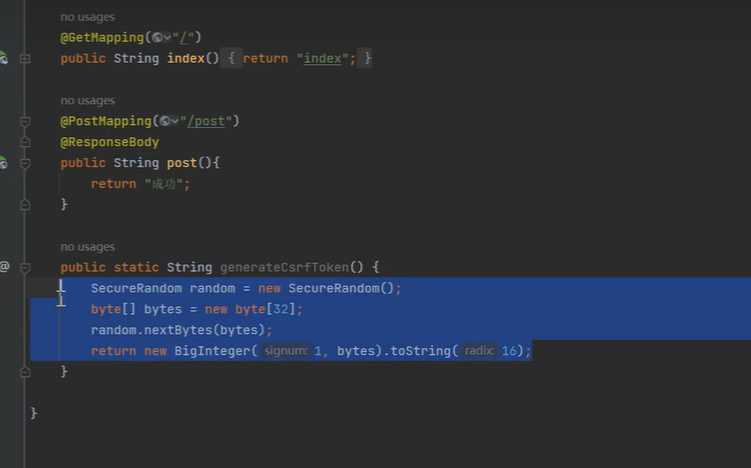 no usages
@GetMapping("/")
public String index() { return "index"; }
no usages
@PostMapping("/post")
@ResponseBody
public String post(){
return "成功";
}
no usages
@
public static String generateCsrfToken() {
SecureRandom random = new SecureRandom();
byte[] bytes = new byte[32];
random.nextBytes(bytes);
return new BigInteger( signum: 1, bytes).toString( radix: 16);
}
}